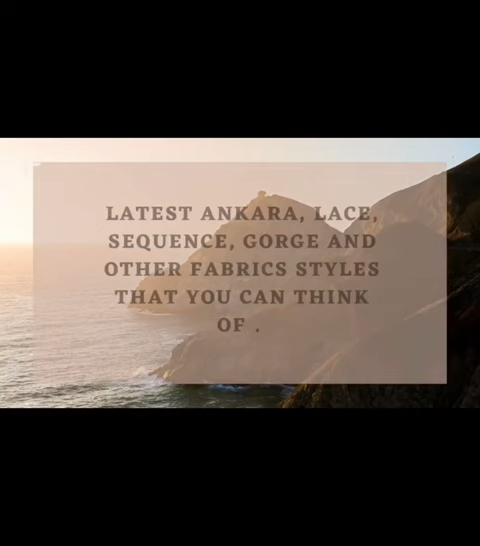 LATEST ANKARA, LACE,
SEQUENCE, GORGE AND
OTHER FABRICS STYLES
THAT YOU CAN THINK
OF .